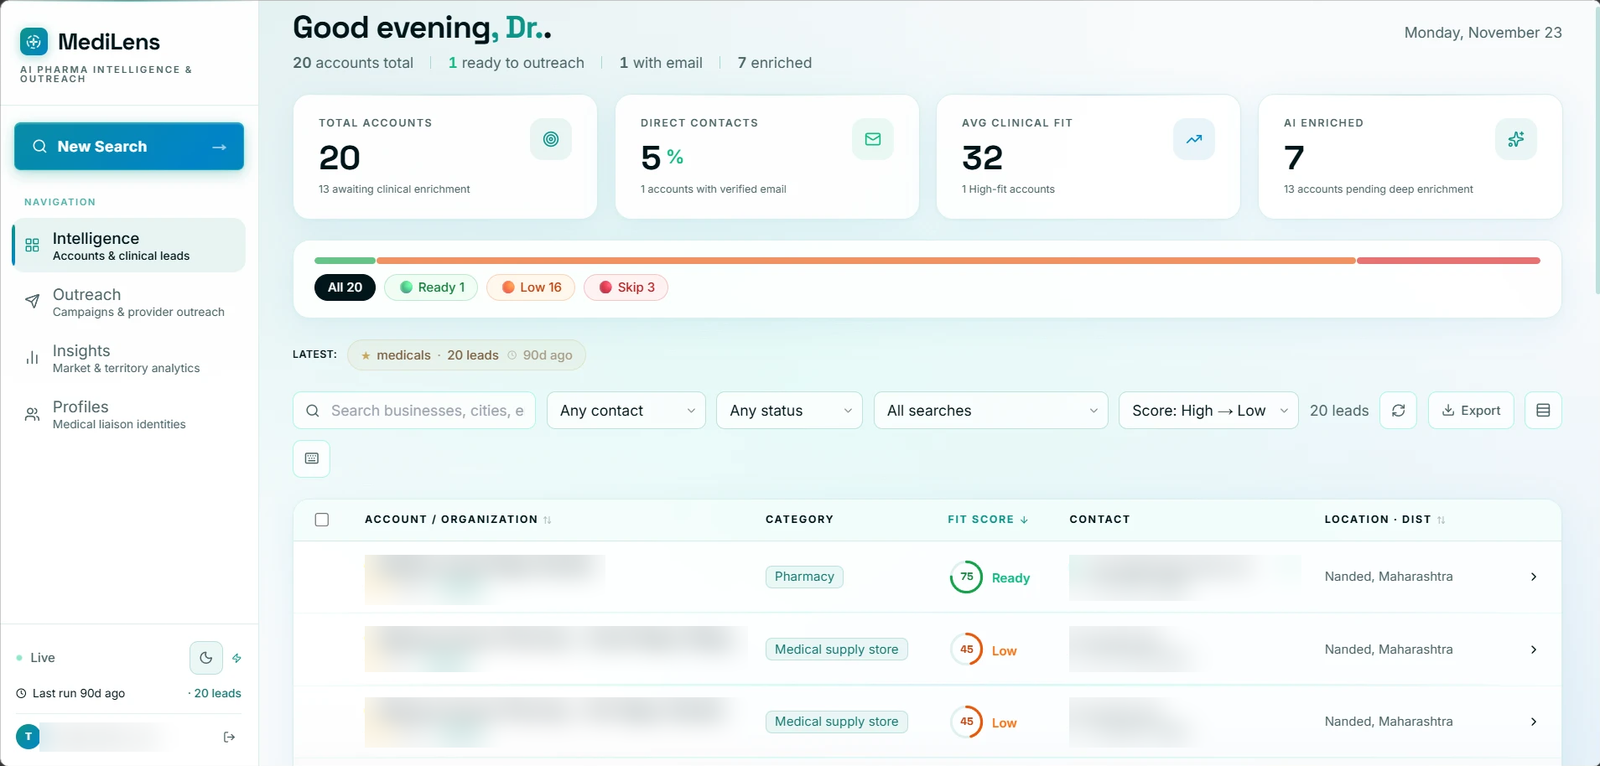 MediLens
AI PHARMA INTELLIGENCE &
OUTREACH
New Search →
NAVIGATION
Intelligence
Accounts & clinical leads
Outreach
Campaigns & provider outreach
Insights
Market & territory analytics
Profiles
Medical liaison identities
Live
Last run 90d ago · 20 leads
T
Good evening, Dr..
Monday, November 23
20 accounts total 1 ready to outreach 1 with email 7 enriched
TOTAL ACCOUNTS
20
13 awaiting clinical enrichment
DIRECT CONTACTS
5 %
1 accounts with verified email
AVG CLINICAL FIT
32
1 High-fit accounts
AI ENRICHED
7
13 accounts pending deep enrichment
All 20 Ready 1 Low 16 Skip 3
LATEST: ★ medicals · 20 leads 90d ago
Search businesses, cities, e Any contact Any status All searches Score: High → Low 20 leads Export
ACCOUNT / ORGANIZATION ↑↓ CATEGORY FIT SCORE ↓ CONTACT LOCATION · DIST ↑↓
Pharmacy 75 Ready Nanded, Maharashtra
Medical supply store 45 Low Nanded, Maharashtra
Medical supply store 45 Low Nanded, Maharashtra